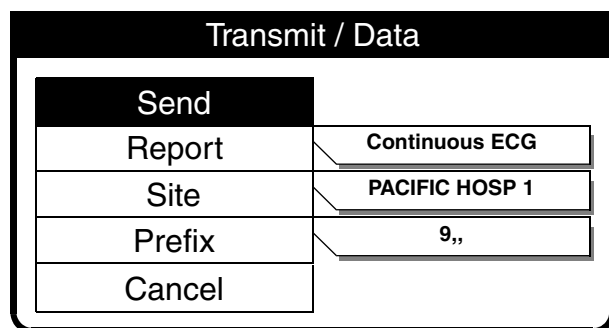 Transmit / Data
Send
Report Continuous ECG
Site PACIFIC HOSP 1
Prefix 9,,
Cancel